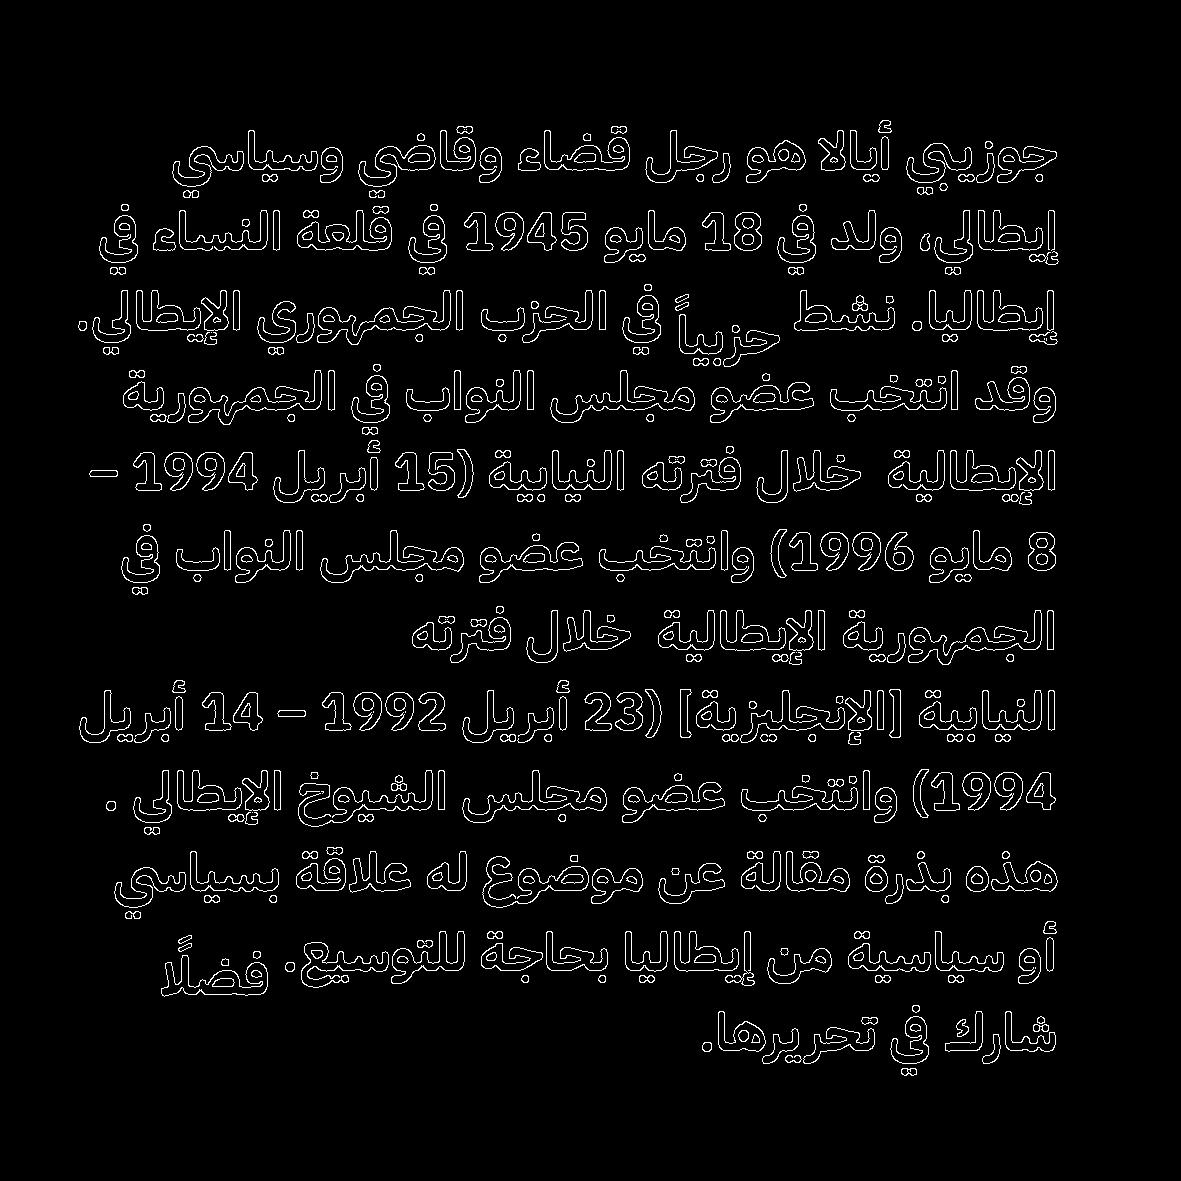 جوزيبي أيالا هو رجل قضاء وقاضي وسياسي
إيطالي، ولد في 18 مايو 1945 في قلعة النساء في
إيطاليا. نشط حزبياً في الحزب الجمهوري الإيطالي.
وقد انتخب عضو مجلس النواب في الجمهورية
الإيطالية  خلال فترته النيابية (15 أبريل 1994 –
8 مايو 1996) وانتخب عضو مجلس النواب في
الجمهورية الإيطالية  خلال فترته
النيابية [الإنجليزية] (23 أبريل 1992 – 14 أبريل
1994) وانتخب عضو مجلس الشيوخ الإيطالي .
هذه بذرة مقالة عن موضوع له علاقة بسياسي
أو سياسية من إيطاليا بحاجة للتوسيع. فضلًا
شارك في تحريرها.